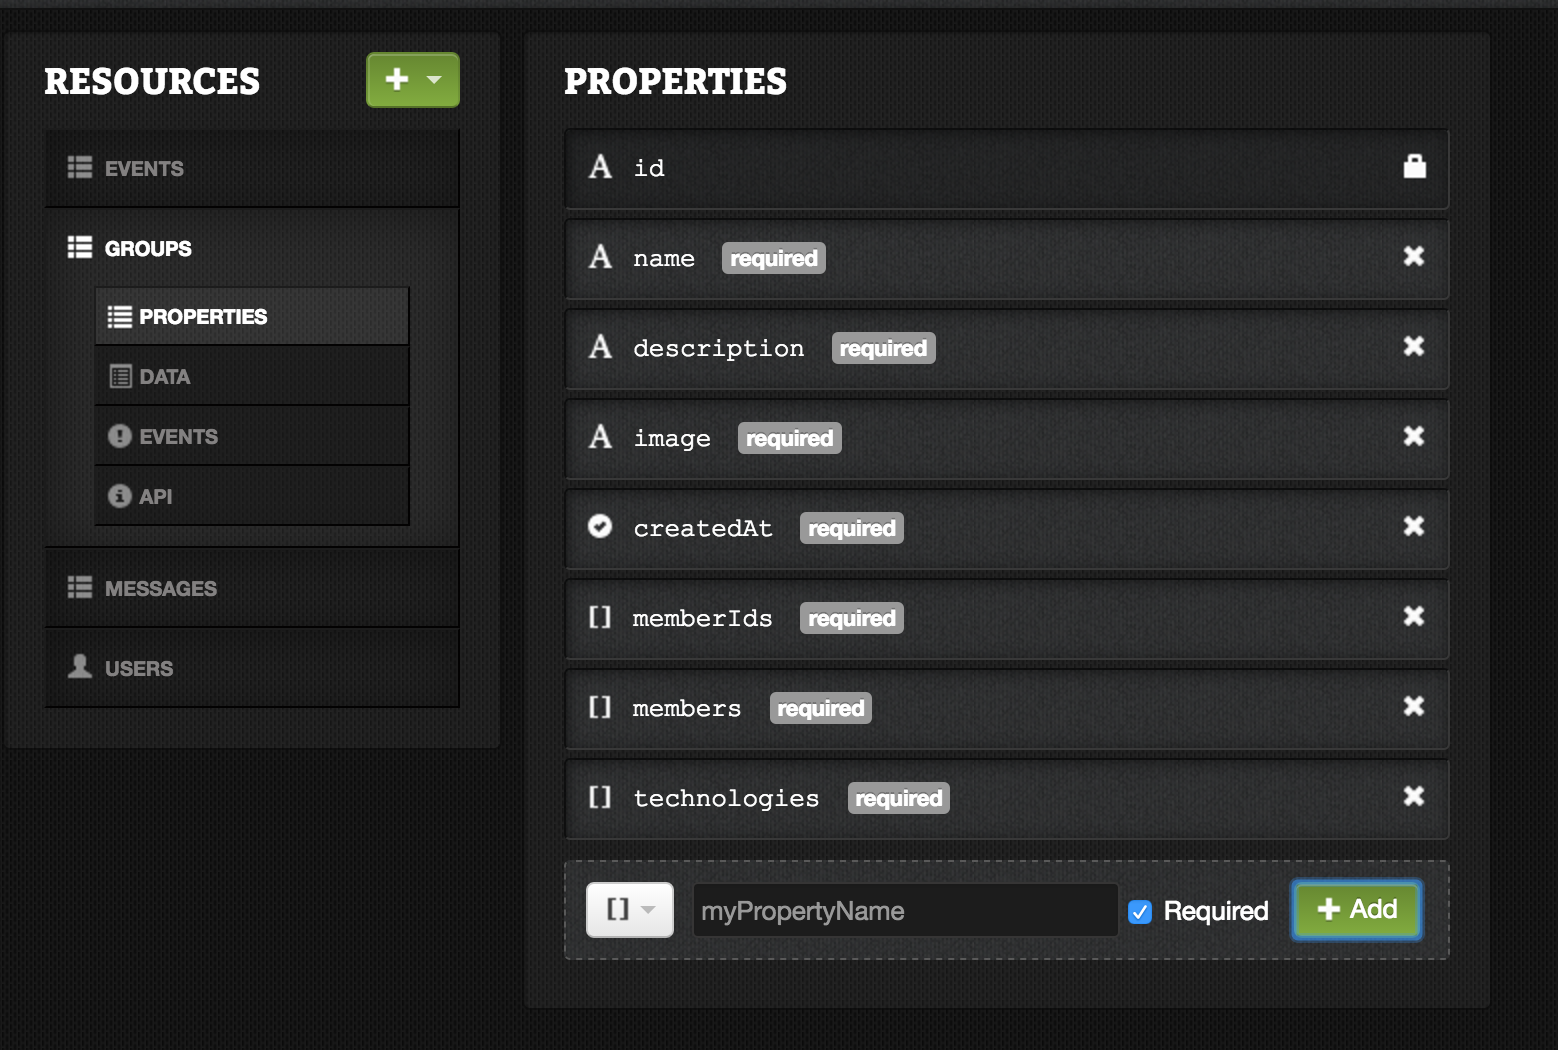 RESOURCES
EVENTS
GROUPS
PROPERTIES
DATA
EVENTS
API
MESSAGES
USERS
PROPERTIES
id
name required
description required
image required
createdAt required
[] memberIds required
[] members required
[] technologies required
[] myPropertyName Required + Add